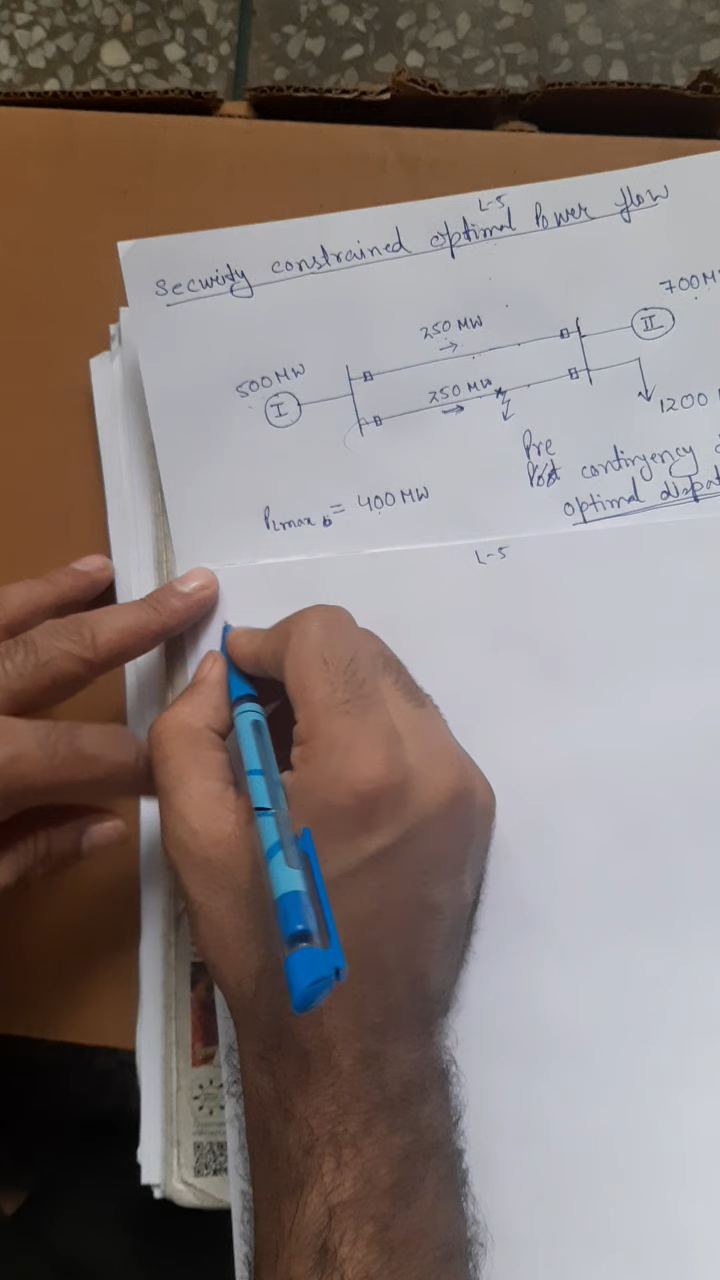 L-5
Security constrained optimal Power flow
700M
250 MW
II
500 MW
I
250 MW
1200
Pre
Post contingency
optimal dispat
PLmax = 400 MW
L-5